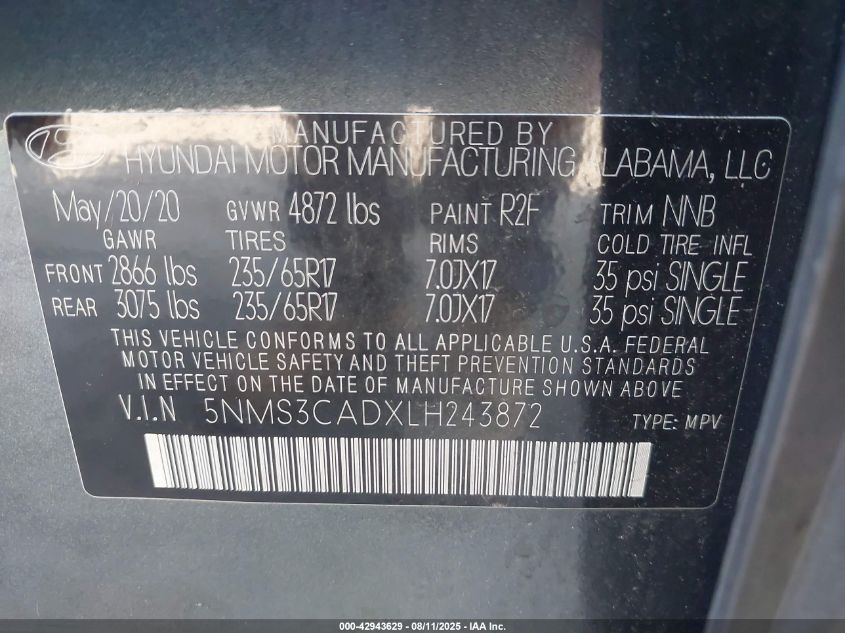 MANUFACTURED BY
HYUNDAI MOTOR MANUFACTURING ALABAMA, LLC
May/20/20 GVWR 4872 lbs PAINT R2F TRIM NNB
GAWR TIRES RIMS COLD TIRE INFL
FRONT 2866 lbs 235/65R17 7.0JX17 35 psi SINGLE
REAR 3075 lbs 235/65R17 7.0JX17 35 psi SINGLE
THIS VEHICLE CONFORMS TO ALL APPLICABLE U.S.A. FEDERAL
MOTOR VEHICLE SAFETY AND THEFT PREVENTION STANDARDS
IN EFFECT ON THE DATE OF MANUFACTURE SHOWN ABOVE
V.I.N 5NMS3CADXLH243872 TYPE: MPV
000-42943629 - 08/11/2025 - IAA Inc.